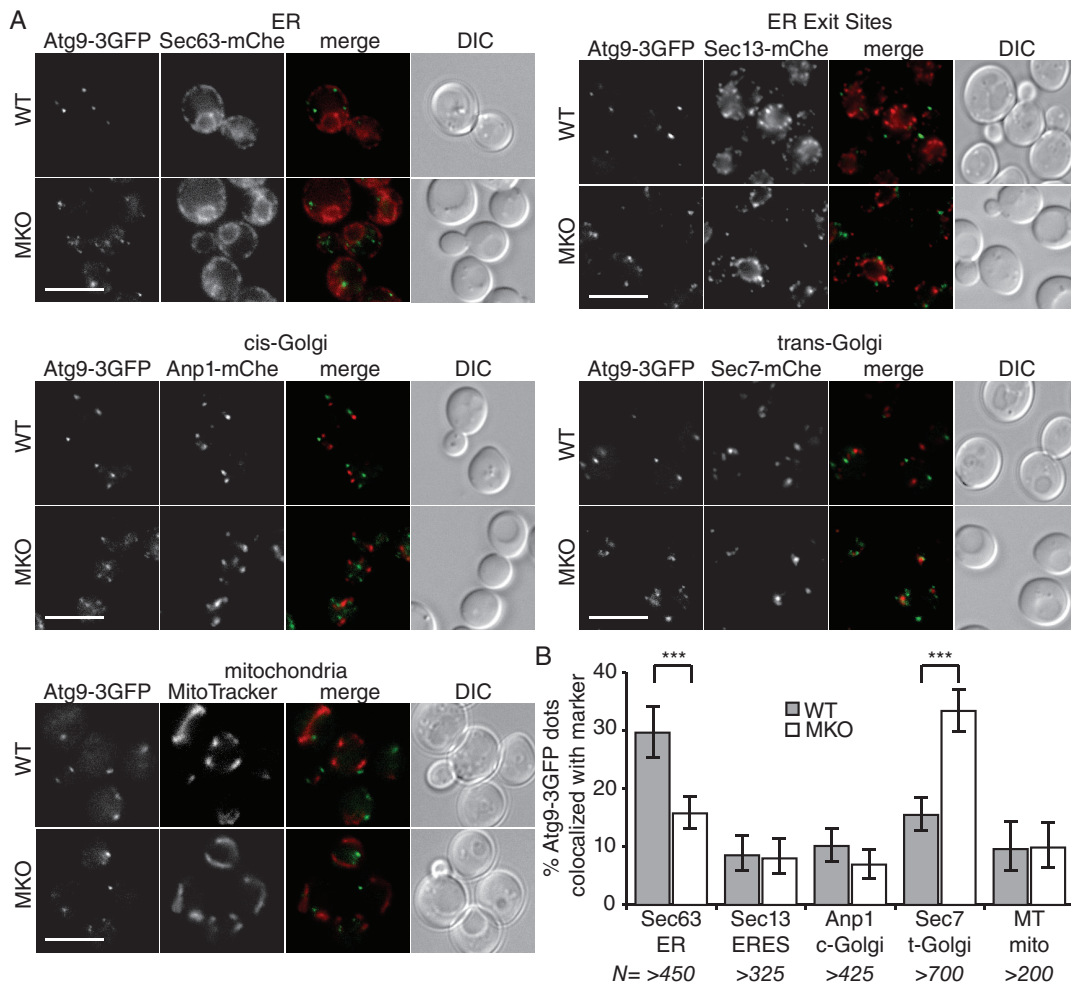 A
ER
Atg9-3GFP Sec63-mChe merge DIC
WT
MKO
ER Exit Sites
Atg9-3GFP Sec13-mChe merge DIC
WT
MKO
cis-Golgi
Atg9-3GFP Anp1-mChe merge DIC
WT
MKO
trans-Golgi
Atg9-3GFP Sec7-mChe merge DIC
WT
MKO
mitochondria
Atg9-3GFP MitoTracker merge DIC
WT
MKO
B
% Atg9-3GFP dots
colocalized with marker
40
30
20
10
0
*** ***
WT
MKO
Sec63 Sec13 Anp1 Sec7 MT
ER ERES c-Golgi t-Golgi mito
N= >450 >325 >425 >700 >200